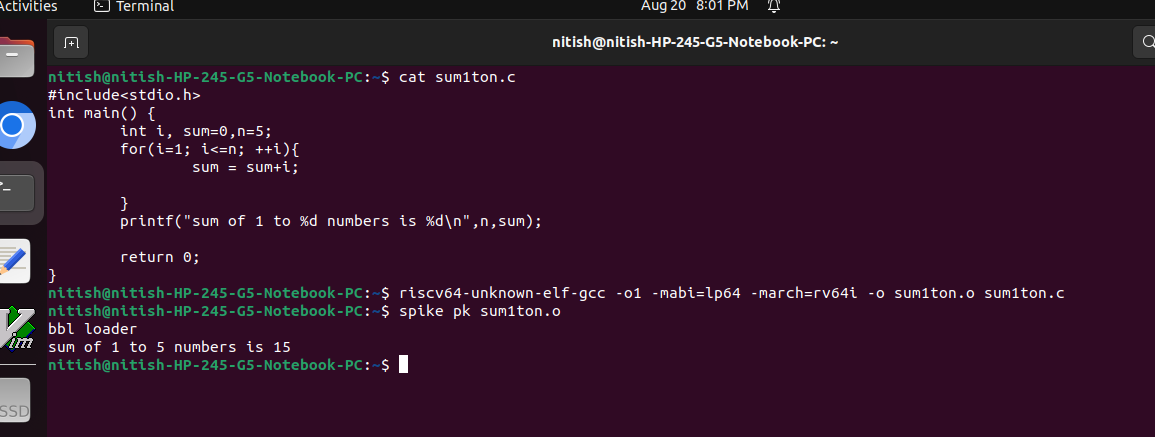 Activities
Terminal
Aug 20 8:01 PM
nitish@nitish-HP-245-G5-Notebook-PC: ~
nitish@nitish-HP-245-G5-Notebook-PC:~$ cat sum1ton.c
#include<stdio.h>
int main() {
        int i, sum=0,n=5;
        for(i=1; i<=n; ++i){
                sum = sum+i;
        }
        printf("sum of 1 to %d numbers is %d\n",n,sum);
        return 0;
}
nitish@nitish-HP-245-G5-Notebook-PC:~$ riscv64-unknown-elf-gcc -o1 -mabi=lp64 -march=rv64i -o sum1ton.o sum1ton.c
nitish@nitish-HP-245-G5-Notebook-PC:~$ spike pk sum1ton.o
bbl loader
sum of 1 to 5 numbers is 15
nitish@nitish-HP-245-G5-Notebook-PC:~$
Vim
SSD